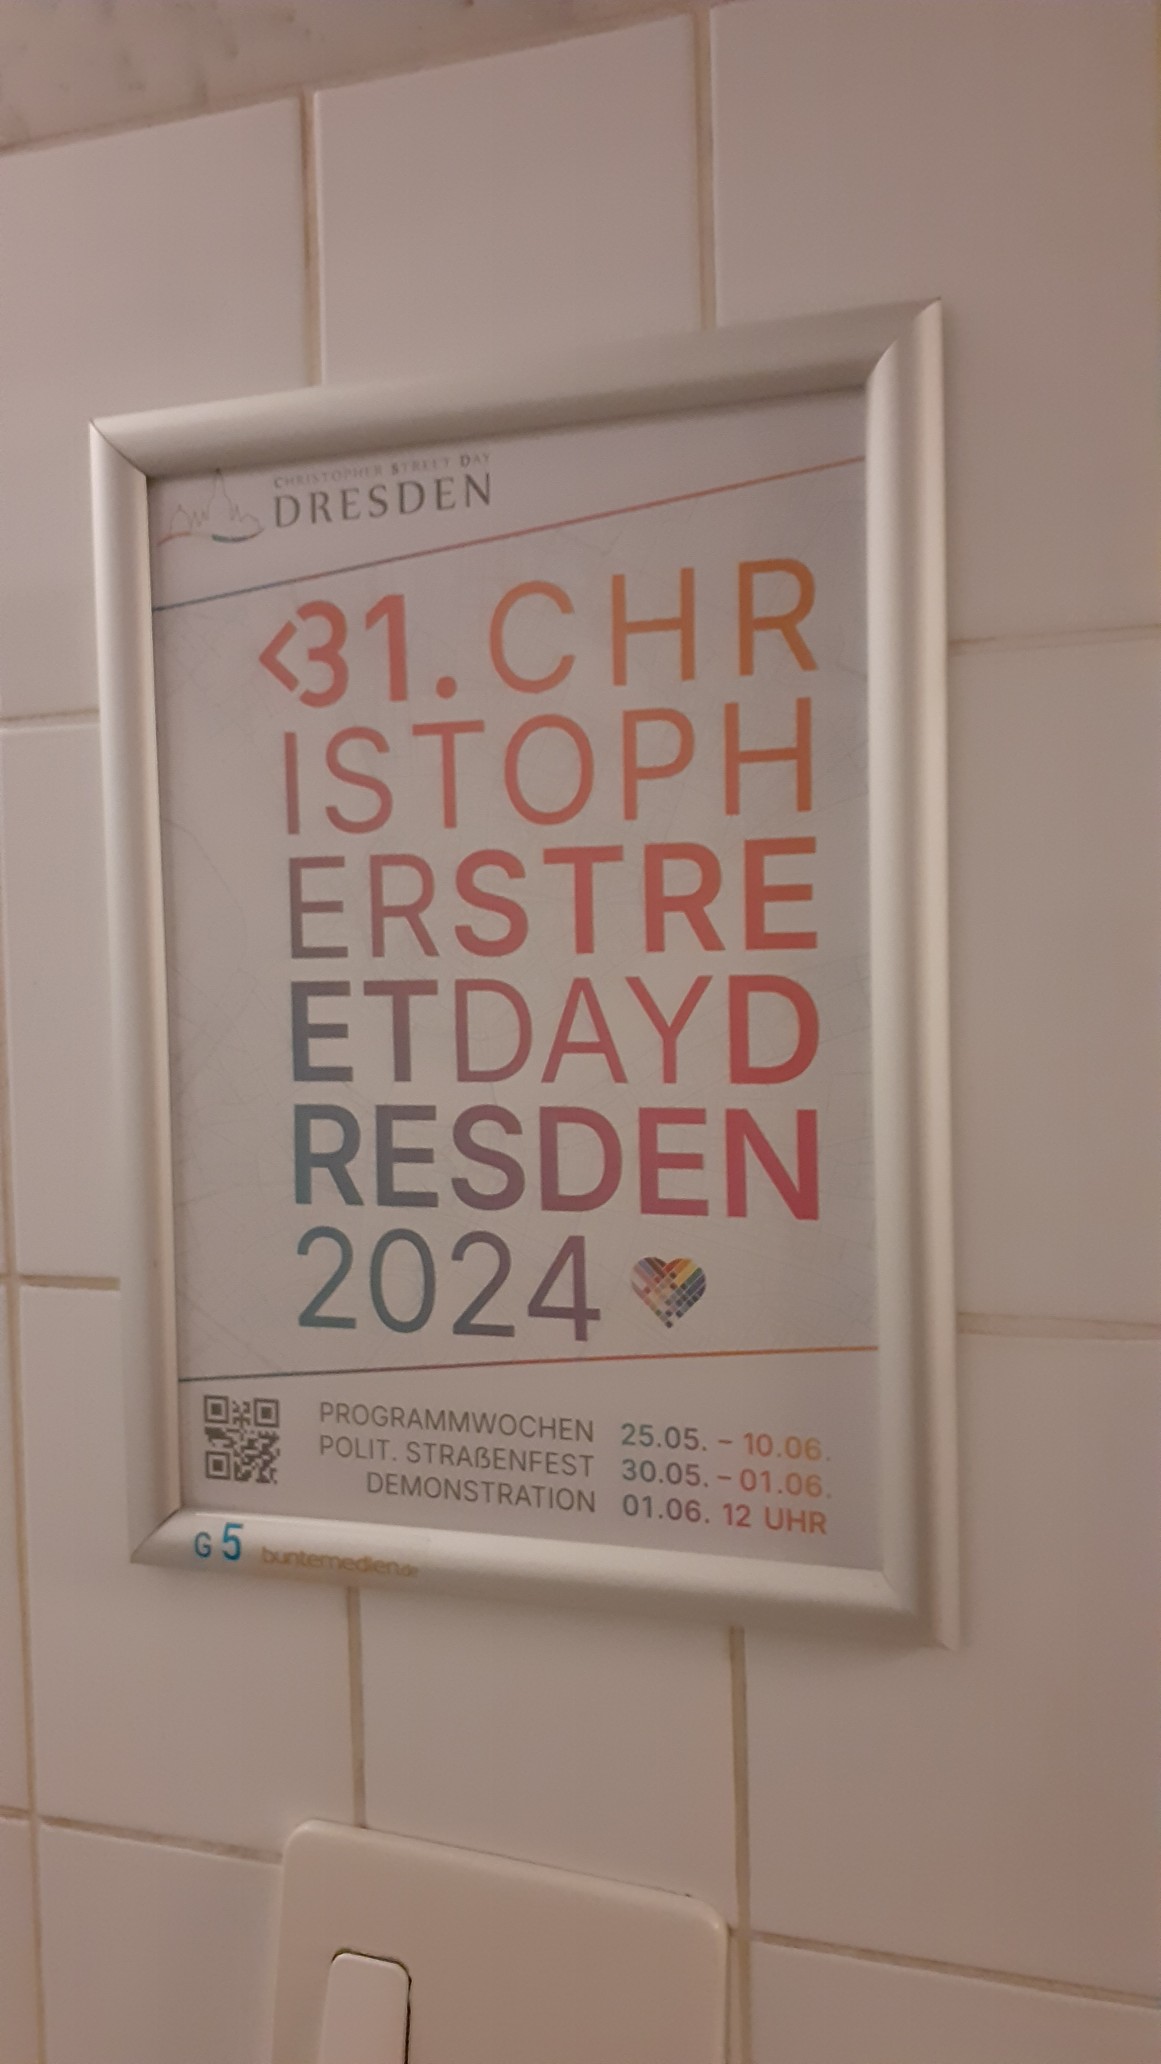 CHRISTOPHER STREET DAY
DRESDEN
<31. CHR
ISTOPH
ERSTRE
ETDAYD
RESDEN
2024
PROGRAMMWOCHEN 25.05. – 10.06.
POLIT. STRAßENFEST 30.05. – 01.06.
DEMONSTRATION 01.06. 12 UHR
G 5 buntemedien.de